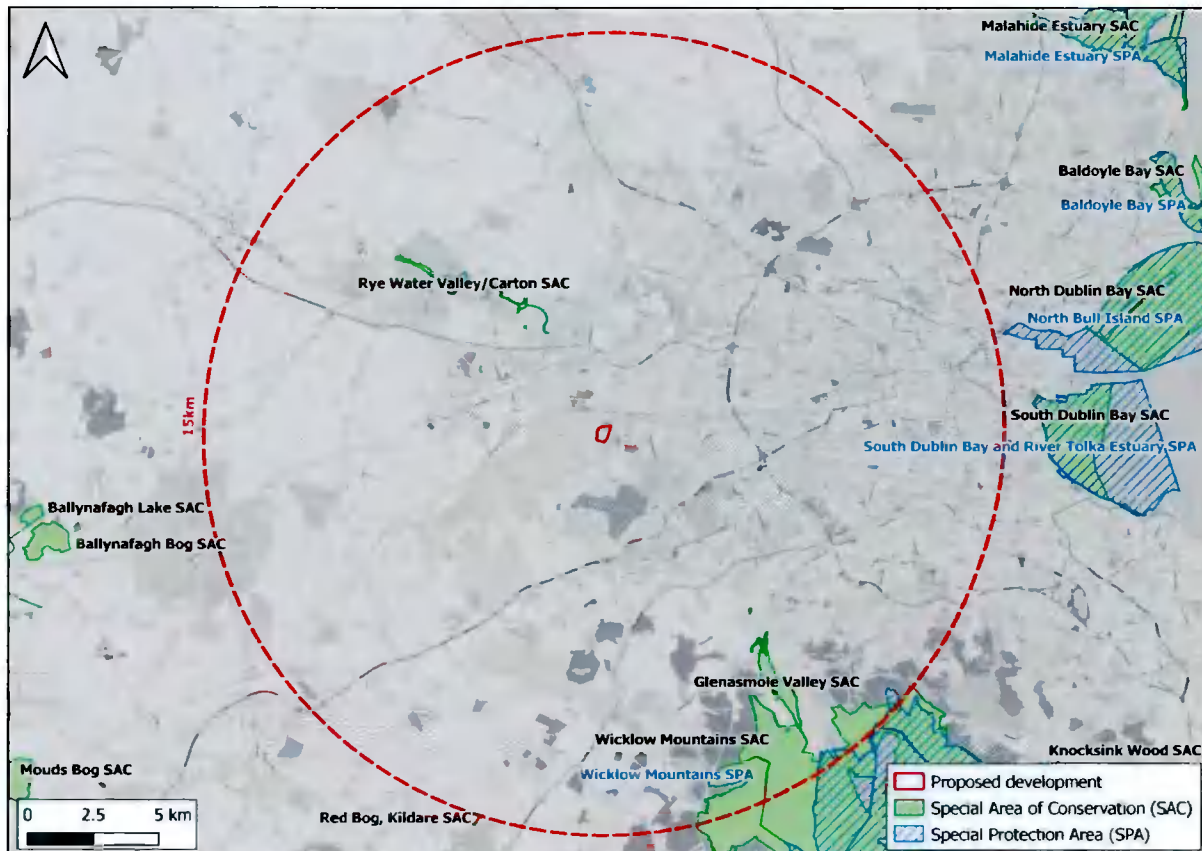 Malahide Estuary SAC
Malahide Estuary SPA
Baldoyle Bay SAC
Baldoyle Bay SPA
Rye Water Valley/Carton SAC
North Dublin Bay SAC
North Bull Island SPA
15km
South Dublin Bay SAC
South Dublin Bay and River Tolka Estuary SPA
Ballynafagh Lake SAC
Ballynafagh Bog SAC
Glenasmole Valley SAC
Wicklow Mountains SAC
Wicklow Mountains SPA
Knocksink Wood SAC
Mouds Bog SAC
Red Bog, Kildare SAC
0 2.5 5 km
Proposed development
Special Area of Conservation (SAC)
Special Protection Area (SPA)